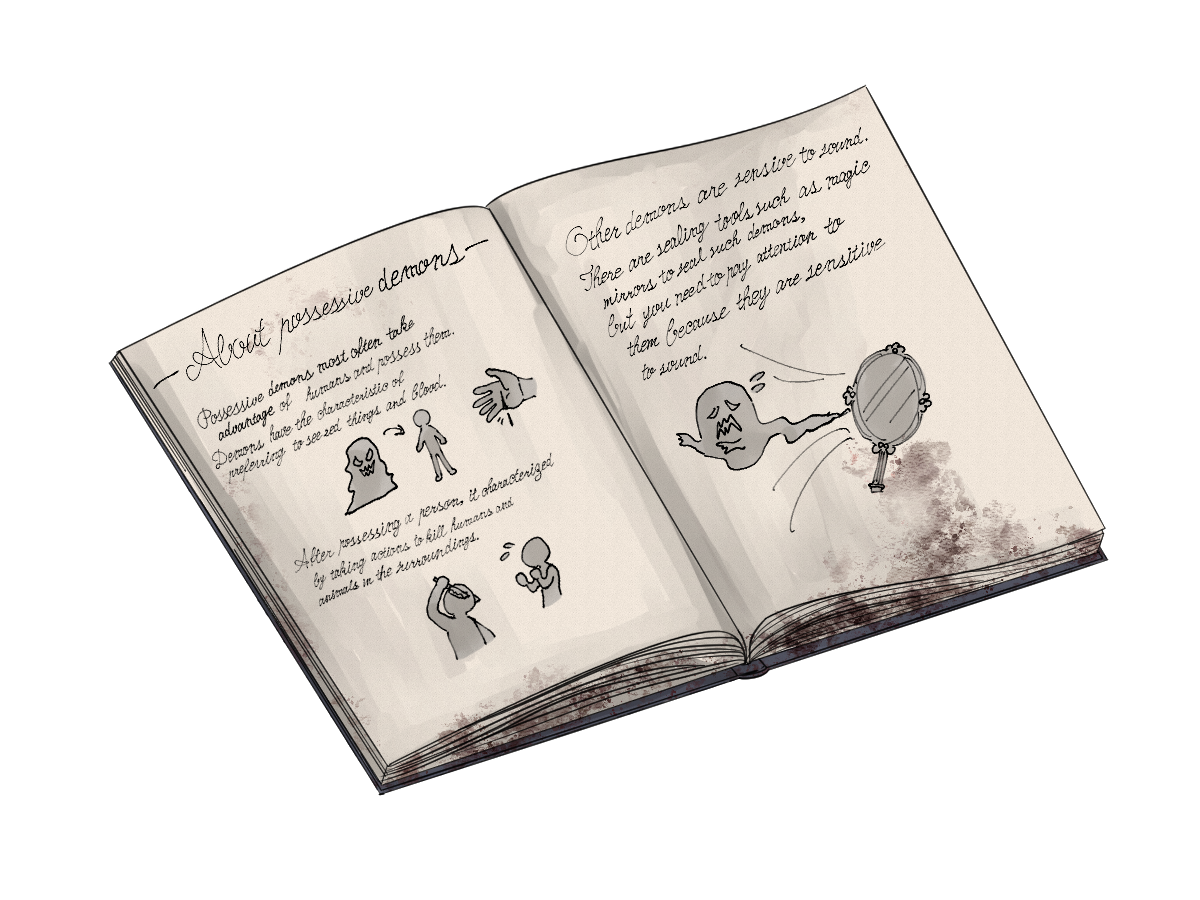 —About possessive demons—
Possessive demons most often take
advantage of humans and possess them.
Demons have the characteristic of
preferring to see zed things and blood.
After possessing a person, it characterized
by taking actions to kill humans and
animals in the surroundings.
Other demons are sensive to sound.
There are sealing tools such as magic
mirrors to seal such demons,
but you need to pay attention to
them because they are sensitive
to sound.